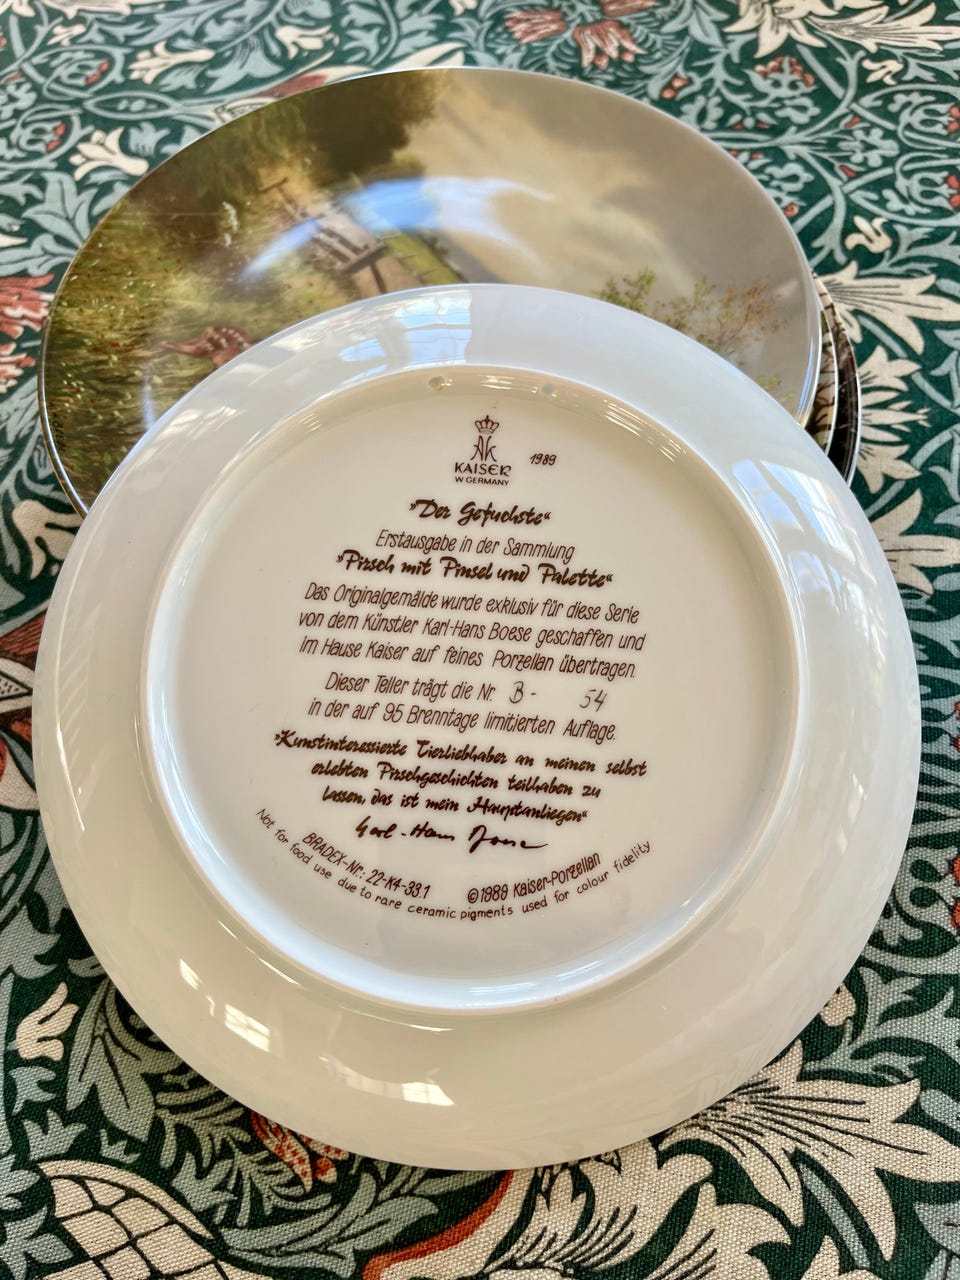 AK
KAISER 1989
W GERMANY
"Der Gefuchste"
Erstausgabe in der Sammlung
"Pirsch mit Pinsel und Palette"
Das Originalgemälde wurde exklusiv für diese Serie
von dem Künstler Karl-Hans Boese geschaffen und
im Hause Kaiser auf feines Porzellan übertragen.
Dieser Teller trägt die Nr. B- 54
in der auf 95 Brenntage limitierten Auflage.
"Kunstinteressierte Tierliebhaber an meinen selbst
erlebten Pirschgeschichten teilhaben zu
lassen, das ist mein Hauptanliegen"
Karl-Hans Boese
BRADEX-Nr.: 22-K4-39.1 ©1989 Kaiser-Porzellan
Not for food use due to rare ceramic pigments used for colour fidelity